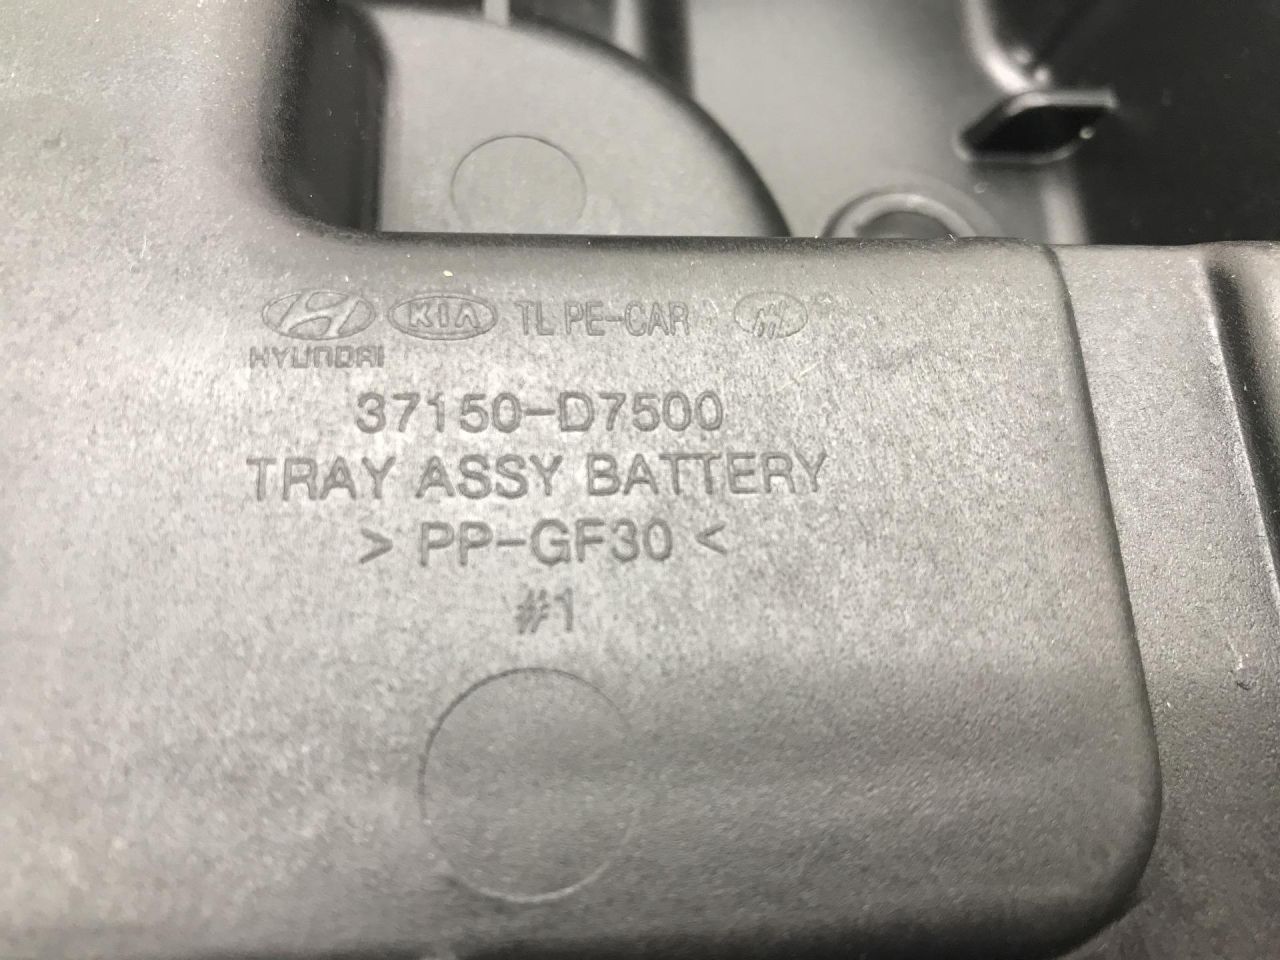 KIA TL PE-CAR
HYUNDAI
37150-D7500
TRAY ASSY BATTERY
> PP-GF30 <
#1